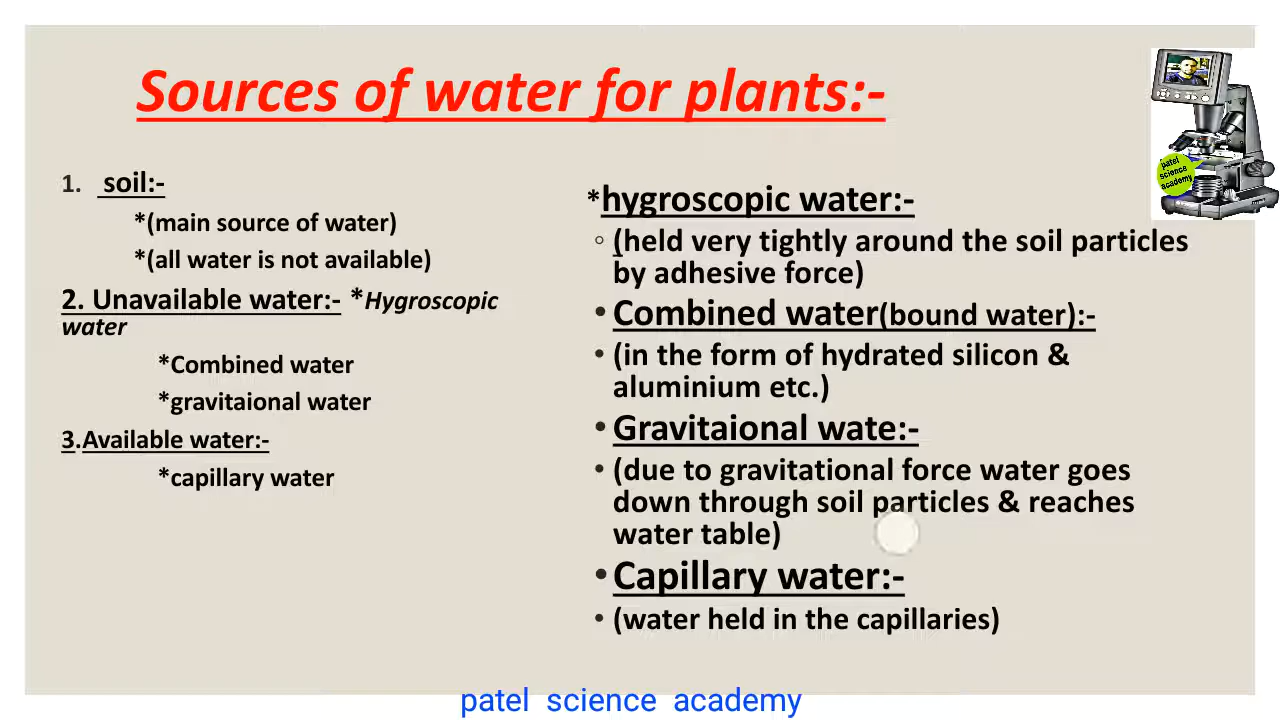 Sources of water for plants:-
1. soil:-
*(main source of water)
*(all water is not available)
2. Unavailable water:- *Hygroscopic
water
*Combined water
*gravitaional water
3.Available water:-
*capillary water
*hygroscopic water:-
◦ (held very tightly around the soil particles
by adhesive force)
• Combined water(bound water):-
• (in the form of hydrated silicon &
aluminium etc.)
• Gravitaional wate:-
• (due to gravitational force water goes
down through soil particles & reaches
water table)
• Capillary water:-
• (water held in the capillaries)
patel
science
academy
patel science academy